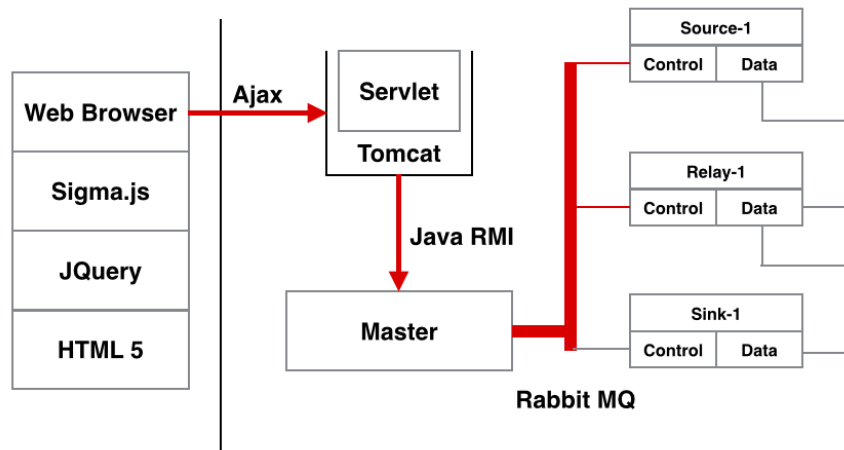 Web Browser
Sigma.js
JQuery
HTML 5
Ajax
Servlet
Tomcat
Java RMI
Master
Rabbit MQ
Source-1
Control Data
Relay-1
Control Data
Sink-1
Control Data